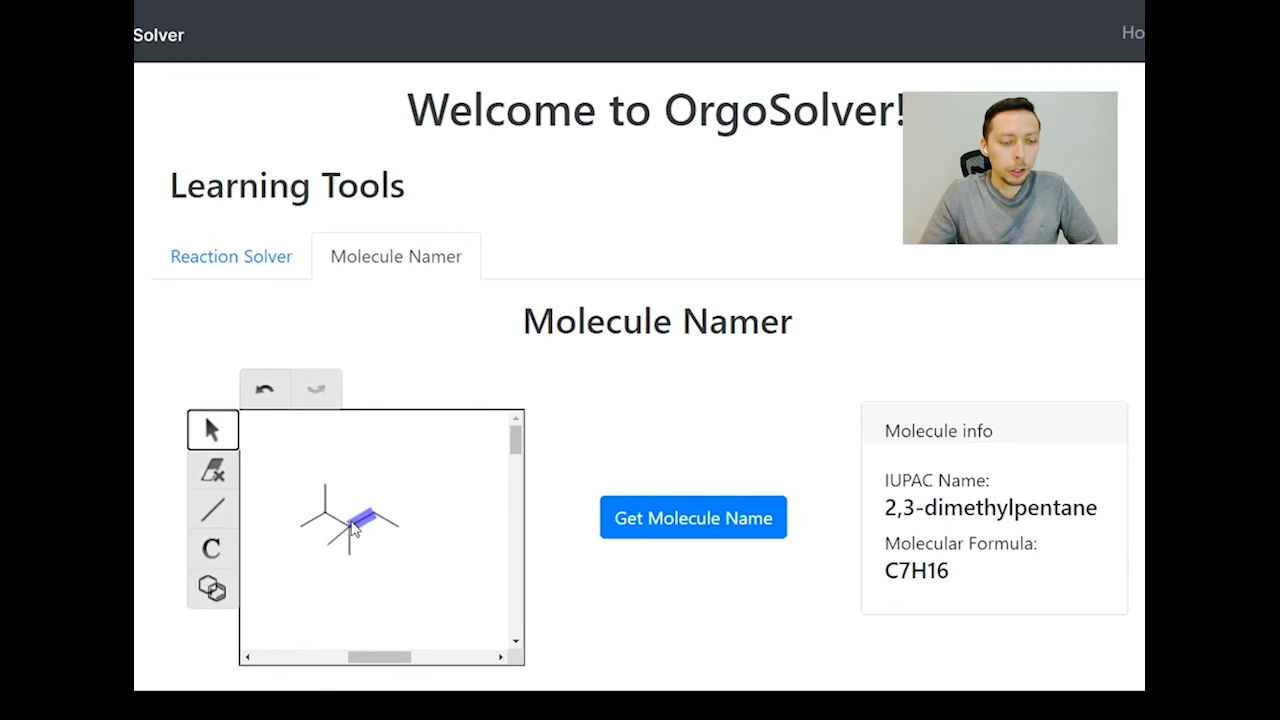 Solver
Ho
Welcome to OrgoSolver!
Learning Tools
Reaction Solver
Molecule Namer
Molecule Namer
C
Get Molecule Name
Molecule info
IUPAC Name:
2,3-dimethylpentane
Molecular Formula:
C7H16